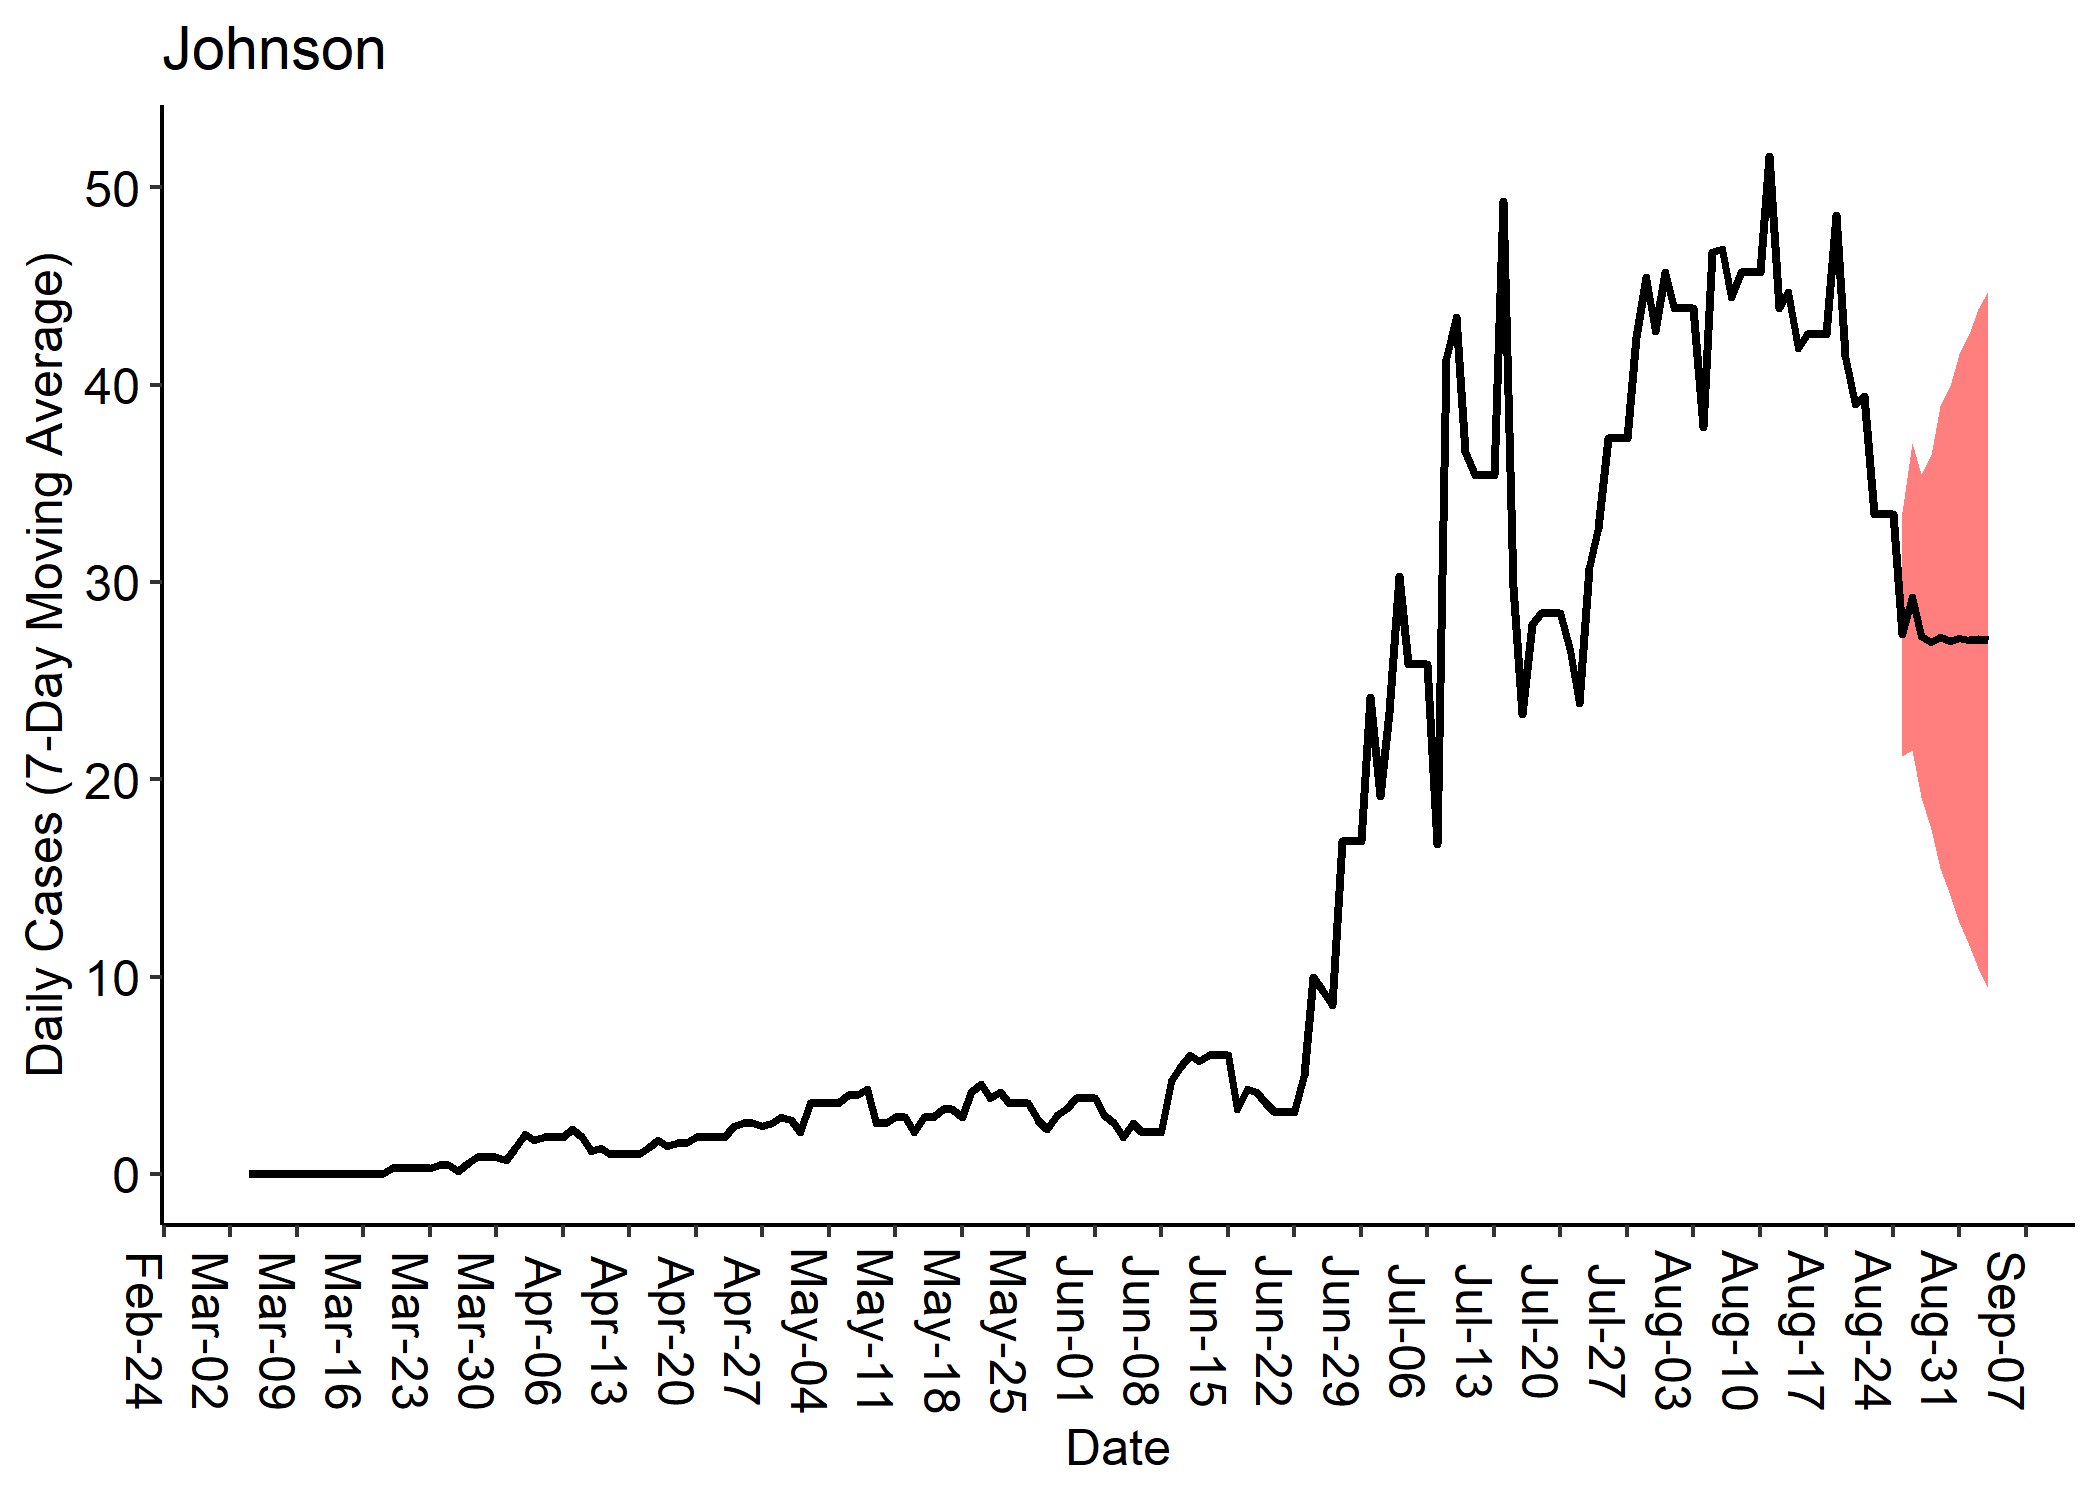 Johnson
Daily Cases (7-Day Moving Average)
50
40
30
20
10
0
Feb-24
Mar-02
Mar-09
Mar-16
Mar-23
Mar-30
Apr-06
Apr-13
Apr-20
Apr-27
May-04
May-11
May-18
May-25
Jun-01
Jun-08
Jun-15
Jun-22
Jun-29
Jul-06
Jul-13
Jul-20
Jul-27
Aug-03
Aug-10
Aug-17
Aug-24
Aug-31
Sep-07
Date